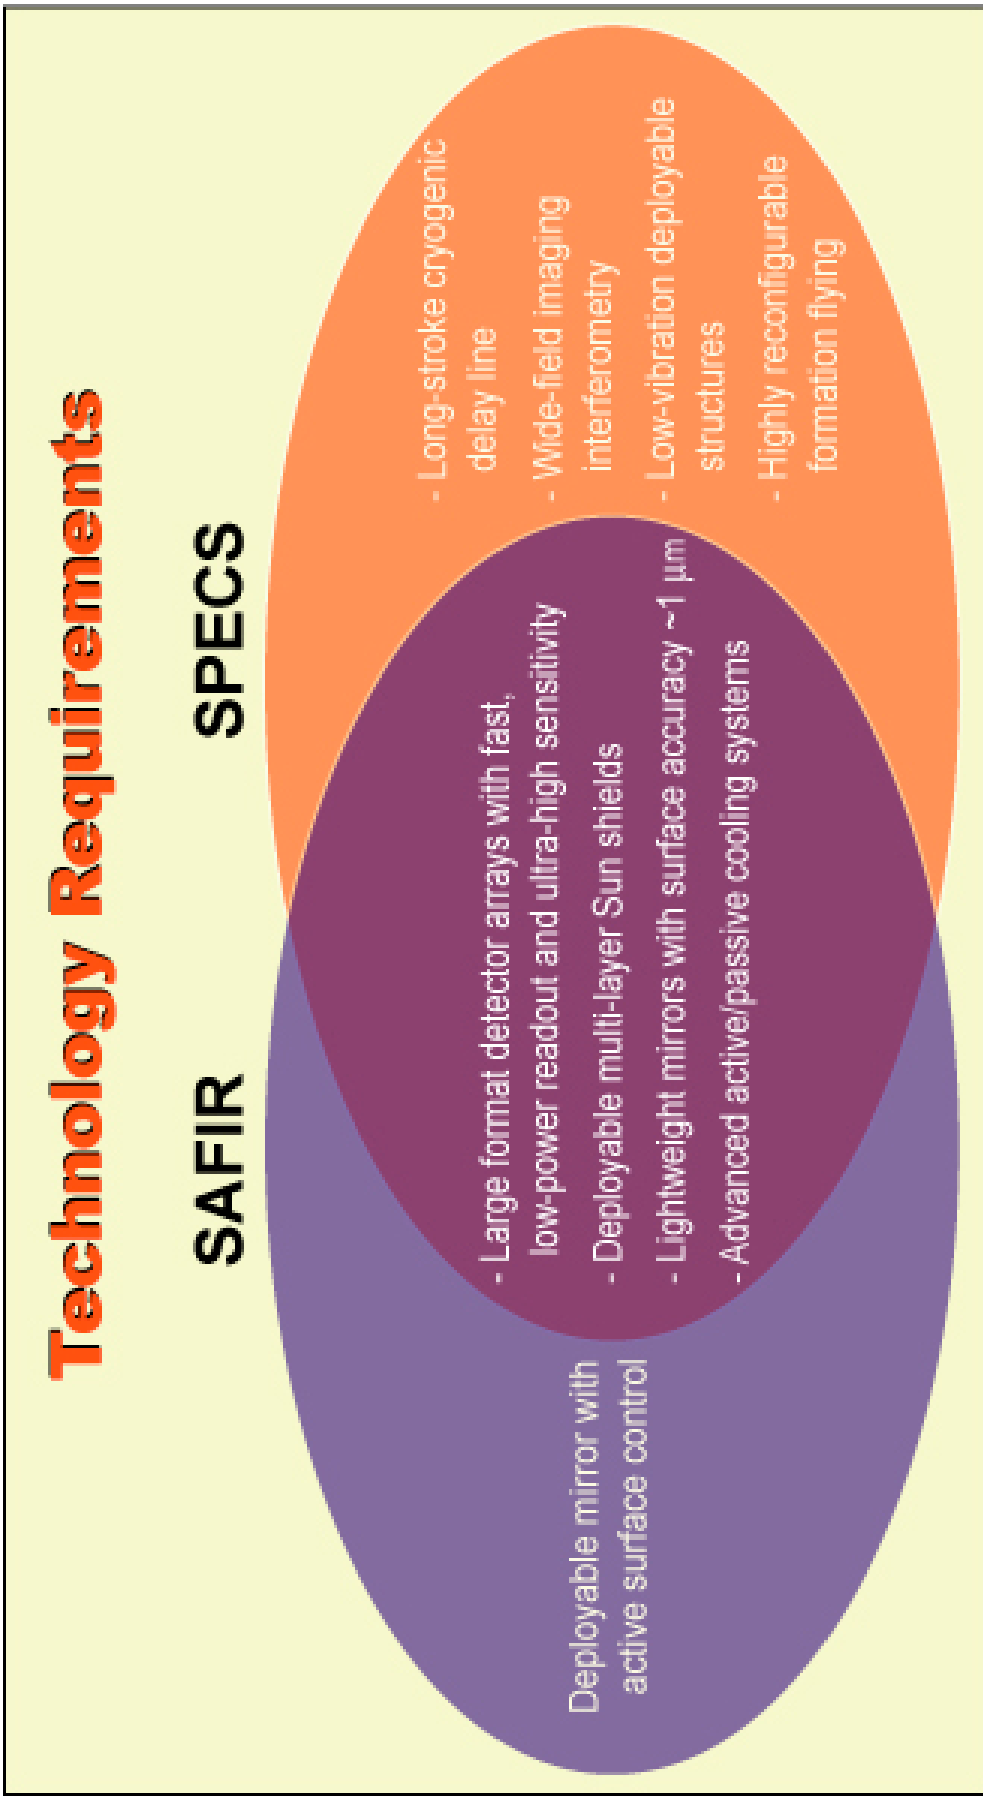 Technology Requirements
SAFIR
SPECS
Deployable mirror with
active surface control
- Large format detector arrays with fast,
low-power readout and ultra-high sensitivity
- Deployable multi-layer Sun shields
- Lightweight mirrors with surface accuracy ~1 μm
- Advanced active/passive cooling systems
- Long-stroke cryogenic
delay line
- Wide-field imaging
interferometry
- Low-vibration deployable
structures
- Highly reconfigurable
formation flying